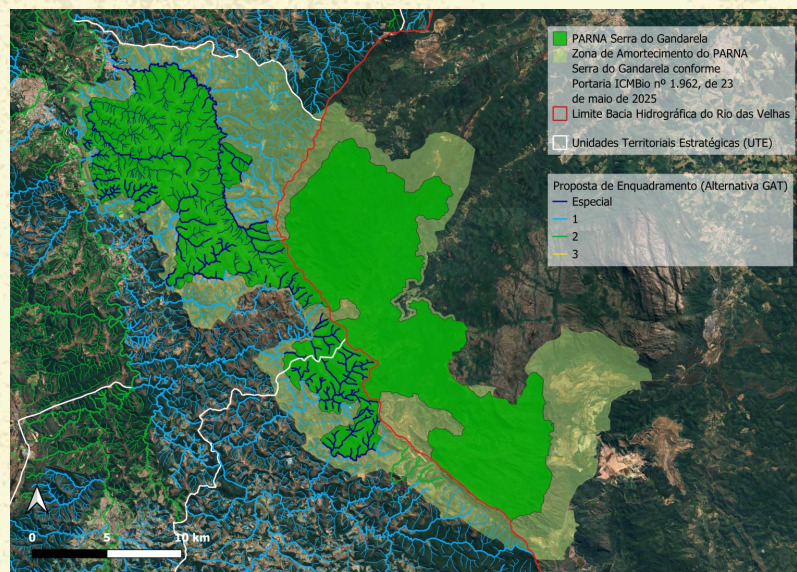 PARNA Serra do Gandarela
Zona de Amortecimento do PARNA
Serra do Gandarela conforme
Portaria ICMBio nº 1.962, de 23
de maio de 2025
Limite Bacia Hidrográfica do Rio das Velhas
Unidades Territoriais Estratégicas (UTE)
Proposta de Enquadramento (Alternativa GAT)
Especial
1
2
3
0 5 10 km